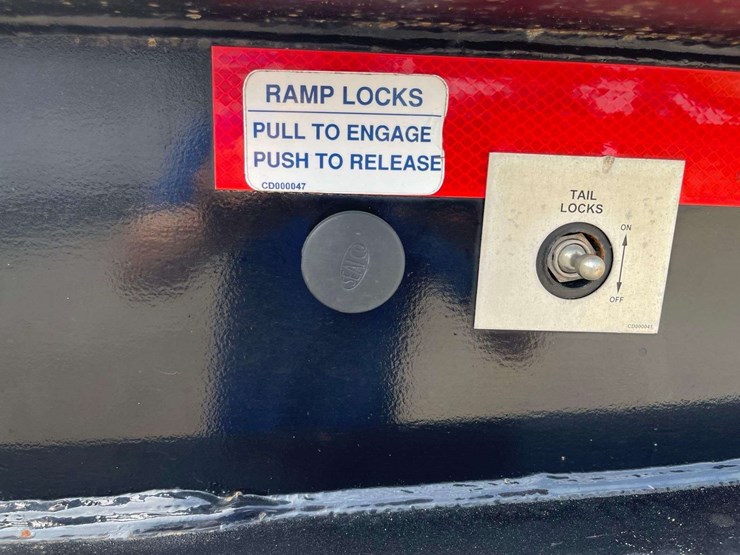 RAMP LOCKS
PULL TO ENGAGE
PUSH TO RELEASE
CD000047
TAIL
LOCKS
ON
OFF